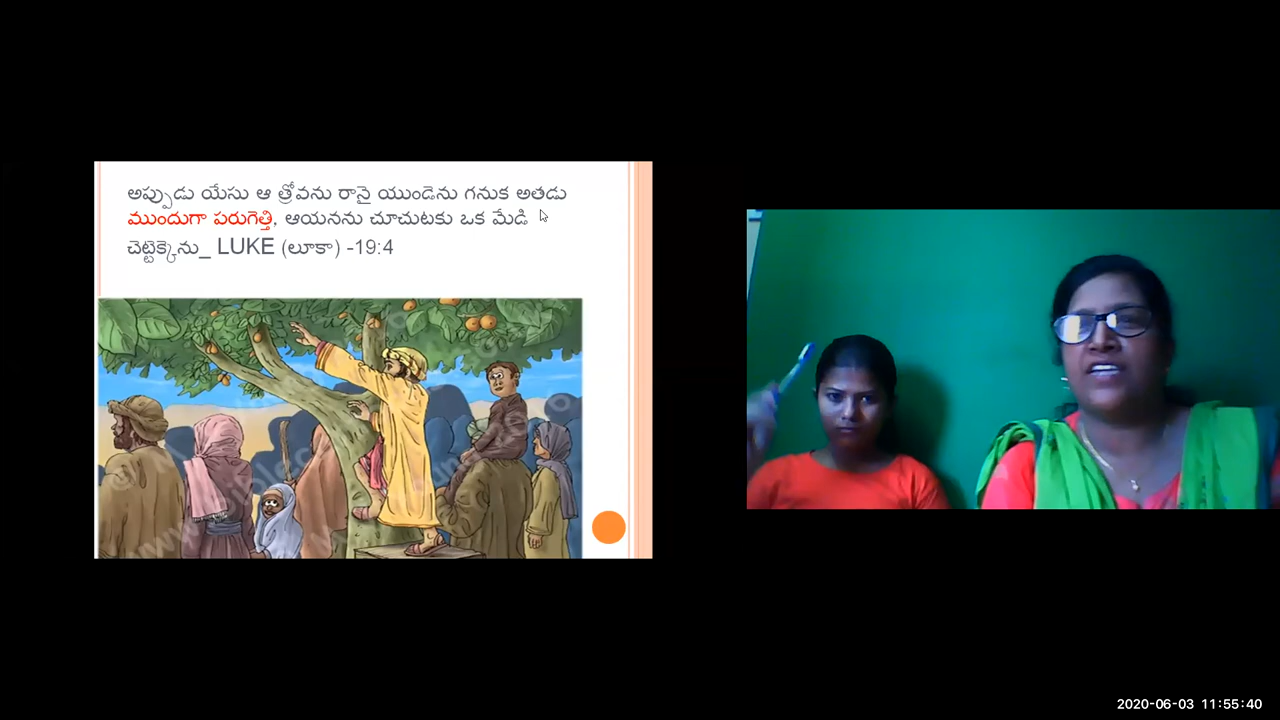 అప్పుడు యేసు ఆ త్రోవను రానై యుండెను గనుక అతడు
ముందుగా పరుగెత్తి, ఆయనను చూచుటకు ఒక మేడి
చెట్టెక్కెను_ LUKE (లూకా) -19:4
2020-06-03 11:55:40